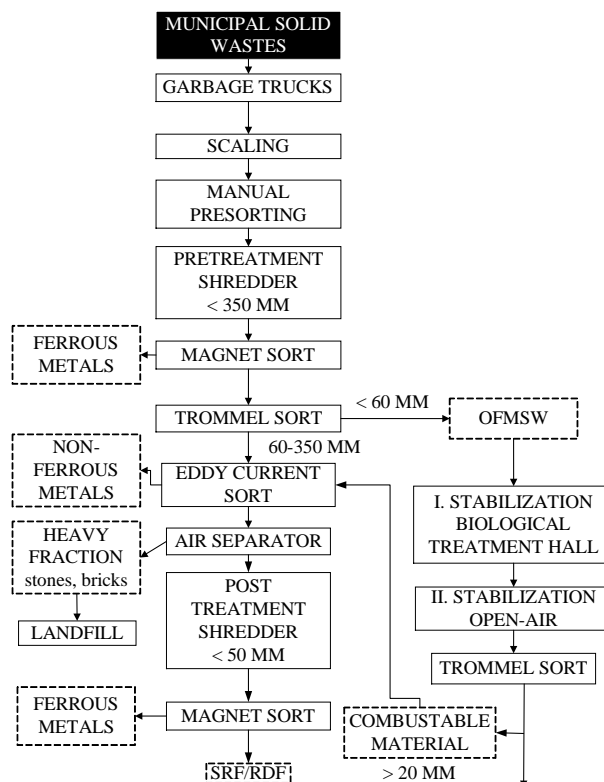 MUNICIPAL SOLID
WASTES
GARBAGE TRUCKS
SCALING
MANUAL
PRESORTING
PRETREATMENT
SHREDDER
< 350 MM
FERROUS
METALS
MAGNET SORT
TROMMEL SORT
< 60 MM
OFMSW
60-350 MM
NON-
FERROUS
METALS
EDDY CURRENT
SORT
I. STABILIZATION
BIOLOGICAL
TREATMENT HALL
HEAVY
FRACTION
stones, bricks
AIR SEPARATOR
LANDFILL
POST
TREATMENT
SHREDDER
< 50 MM
II. STABILIZATION
OPEN-AIR
TROMMEL SORT
FERROUS
METALS
MAGNET SORT
COMBUSTABLE
MATERIAL
> 20 MM
SRF/RDF